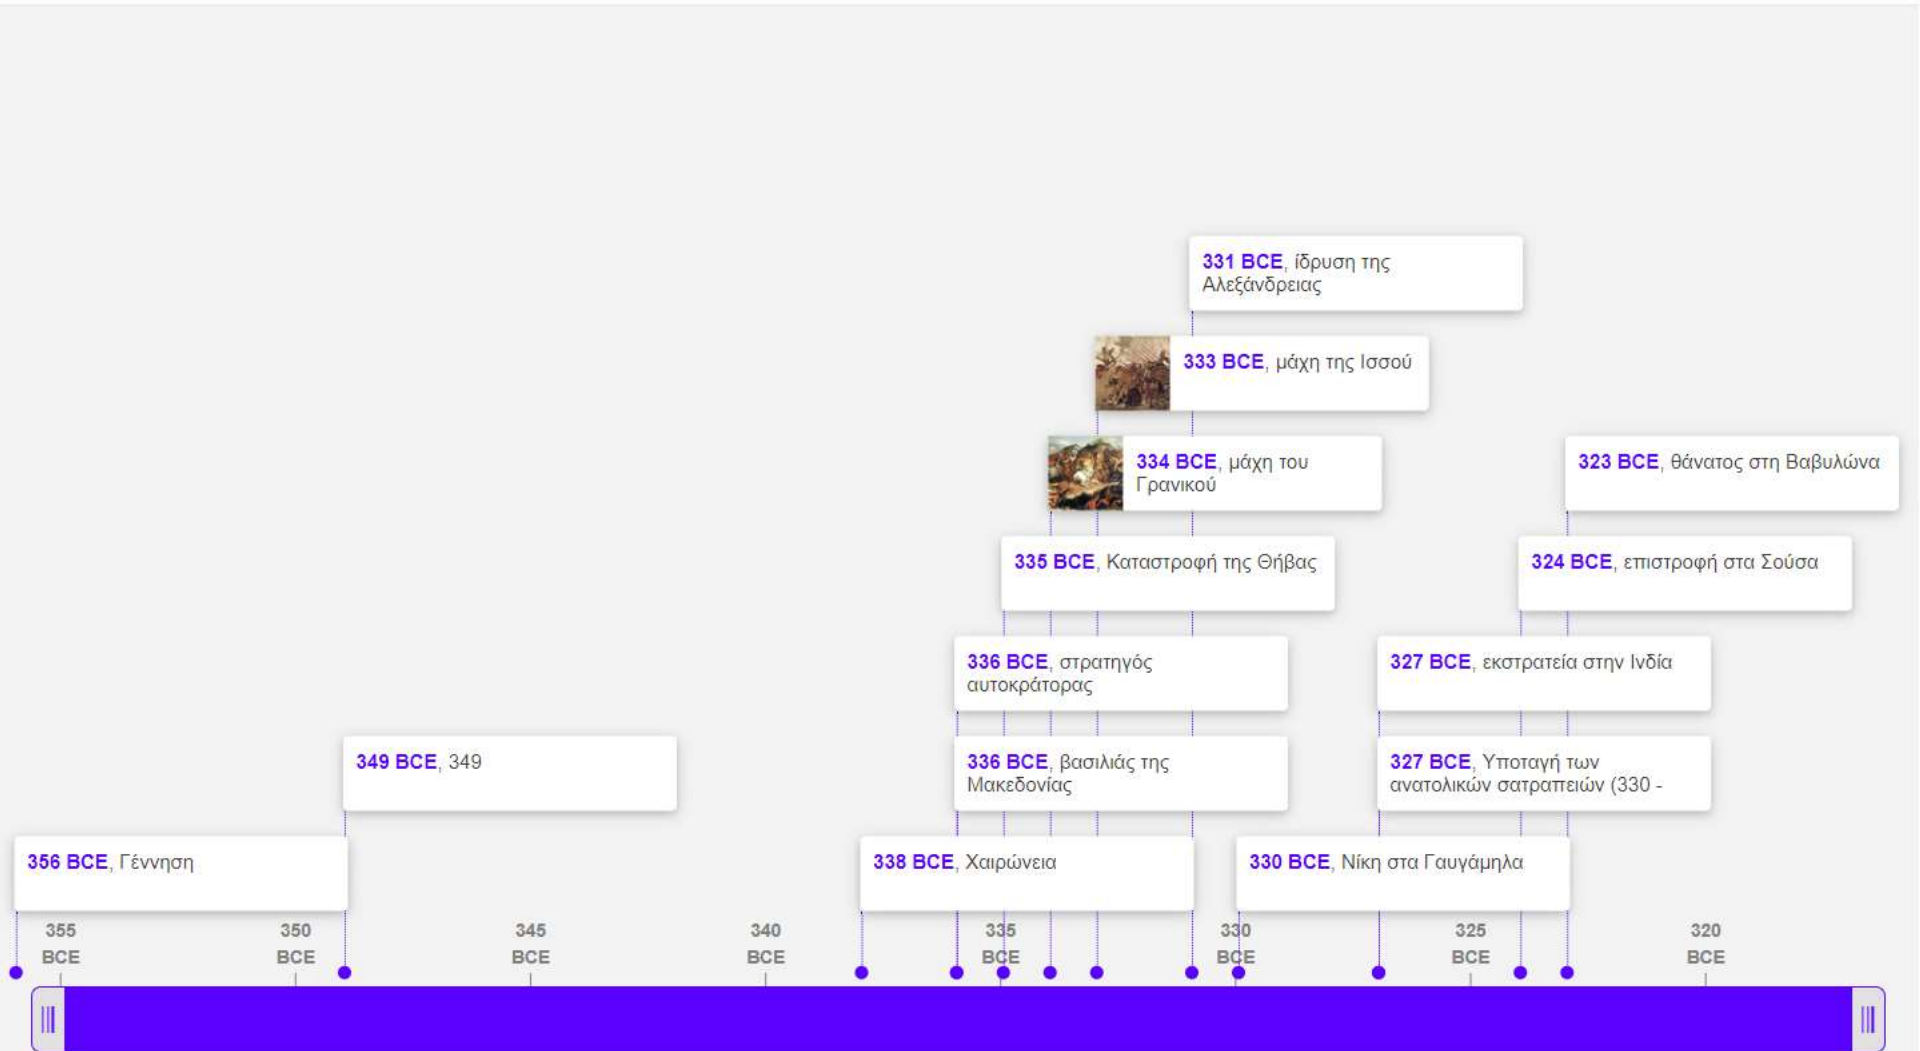 331 BCE, ίδρυση της
Αλεξάνδρειας
333 BCE, μάχη της Ισσού
334 BCE, μάχη του
Γρανικού
323 BCE, θάνατος στη Βαβυλώνα
335 BCE, Καταστροφή της Θήβας
324 BCE, επιστροφή στα Σούσα
336 BCE, στρατηγός
αυτοκράτορας
327 BCE, εκστρατεία στην Ινδία
349 BCE, 349
336 BCE, βασιλιάς της
Μακεδονίας
327 BCE, Υποταγή των
ανατολικών σατραπειών (330 -
356 BCE, Γέννηση
338 BCE, Χαιρώνεια
330 BCE, Νίκη στα Γαυγάμηλα
355
BCE
350
BCE
345
BCE
340
BCE
335
BCE
330
BCE
325
BCE
320
BCE